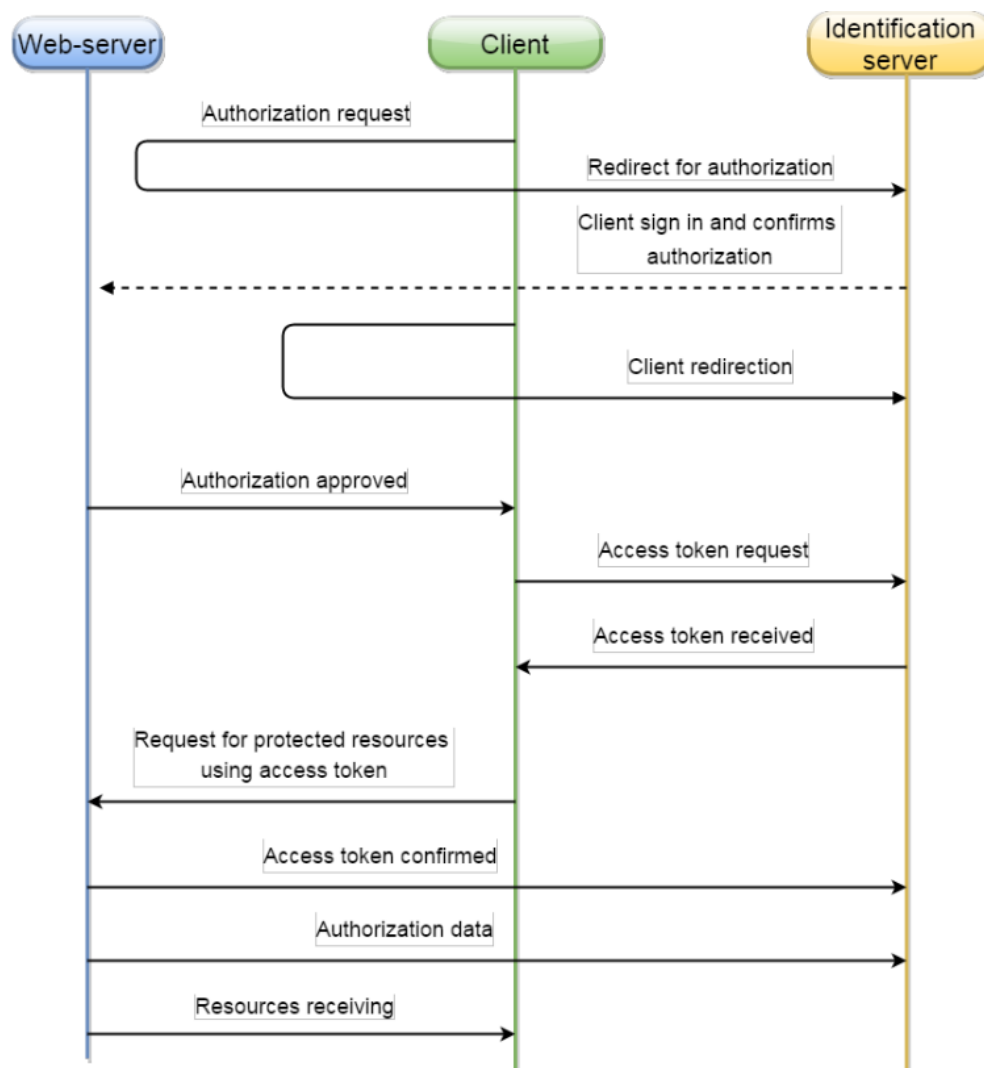 Web-server
Client
Identification
server
Authorization request
Redirect for authorization
Client sign in and confirms
authorization
Client redirection
Authorization approved
Access token request
Access token received
Request for protected resources
using access token
Access token confirmed
Authorization data
Resources receiving